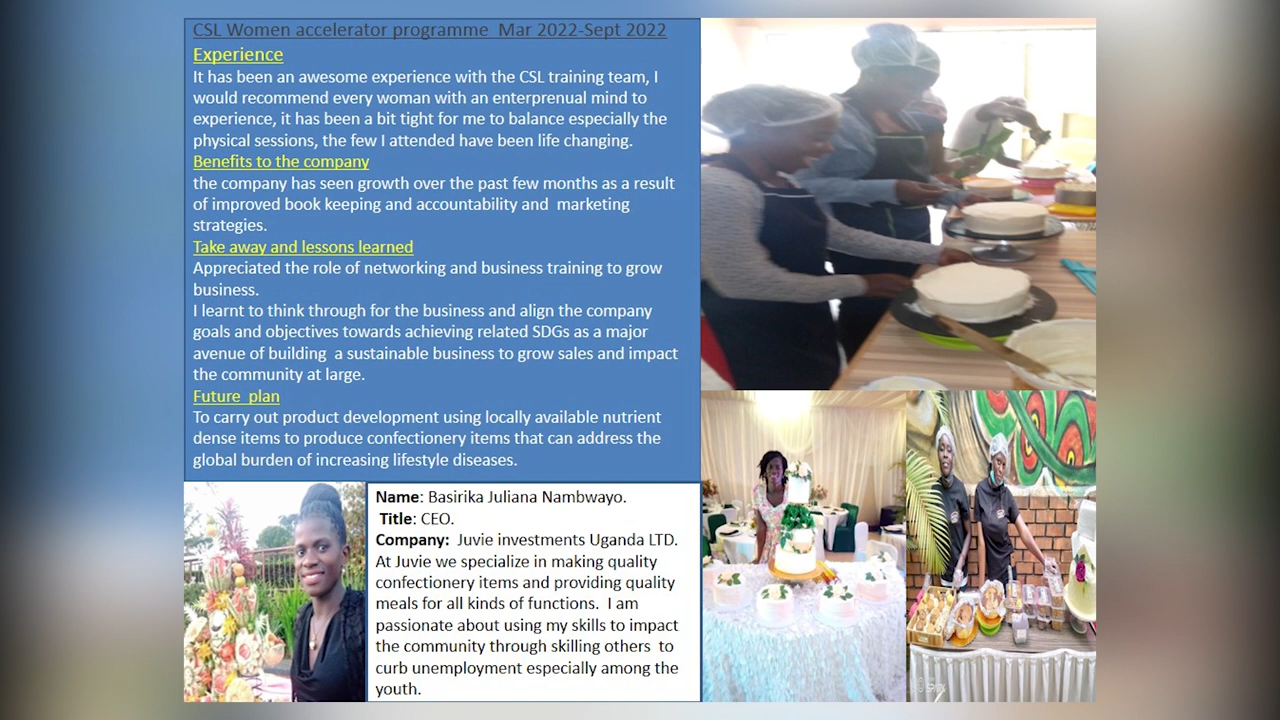 CSL Women accelerator programme  Mar 2022-Sept 2022
Experience
It has been an awesome experience with the CSL training team, I
would recommend every woman with an enterprenual mind to
experience, it has been a bit tight for me to balance especially the
physical sessions, the few I attended have been life changing.
Benefits to the company
the company has seen growth over the past few months as a result
of improved book keeping and accountability and  marketing
strategies.
Take away and lessons learned
Appreciated the role of networking and business training to grow
business.
I learnt to think through for the business and align the company
goals and objectives towards achieving related SDGs as a major
avenue of building  a sustainable business to grow sales and impact
the community at large.
Future  plan
To carry out product development using locally available nutrient
dense items to produce confectionery items that can address the
global burden of increasing lifestyle diseases.
Name: Basirika Juliana Nambwayo.
Title: CEO.
Company:  Juvie investments Uganda LTD.
At Juvie we specialize in making quality
confectionery items and providing quality
meals for all kinds of functions.  I am
passionate about using my skills to impact
the community through skilling others  to
curb unemployment especially among the
youth.